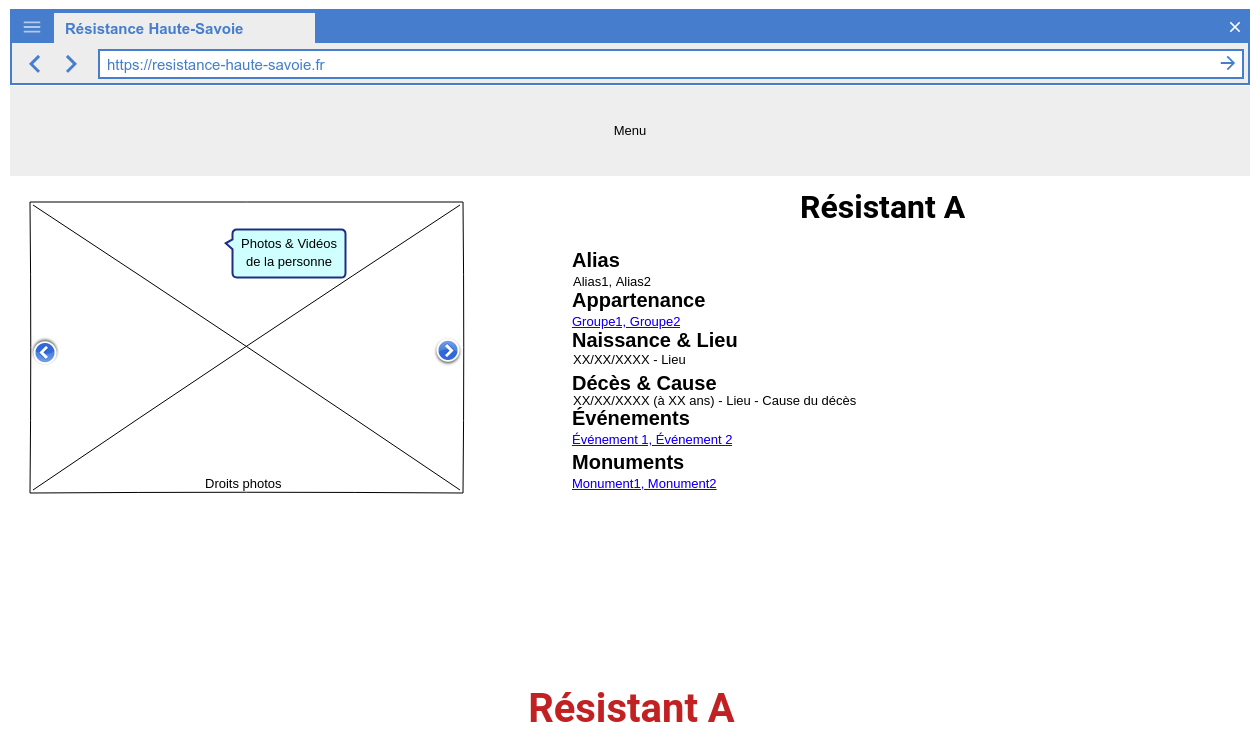 Résistance Haute-Savoie
https://resistance-haute-savoie.fr
Menu
Photos & Vidéos
de la personne
Droits photos
Résistant A
Alias
Alias1, Alias2
Appartenance
Groupe1, Groupe2
Naissance & Lieu
XX/XX/XXXX - Lieu
Décès & Cause
XX/XX/XXXX (à XX ans) - Lieu - Cause du décès
Événements
Événement 1, Événement 2
Monuments
Monument1, Monument2
Résistant A